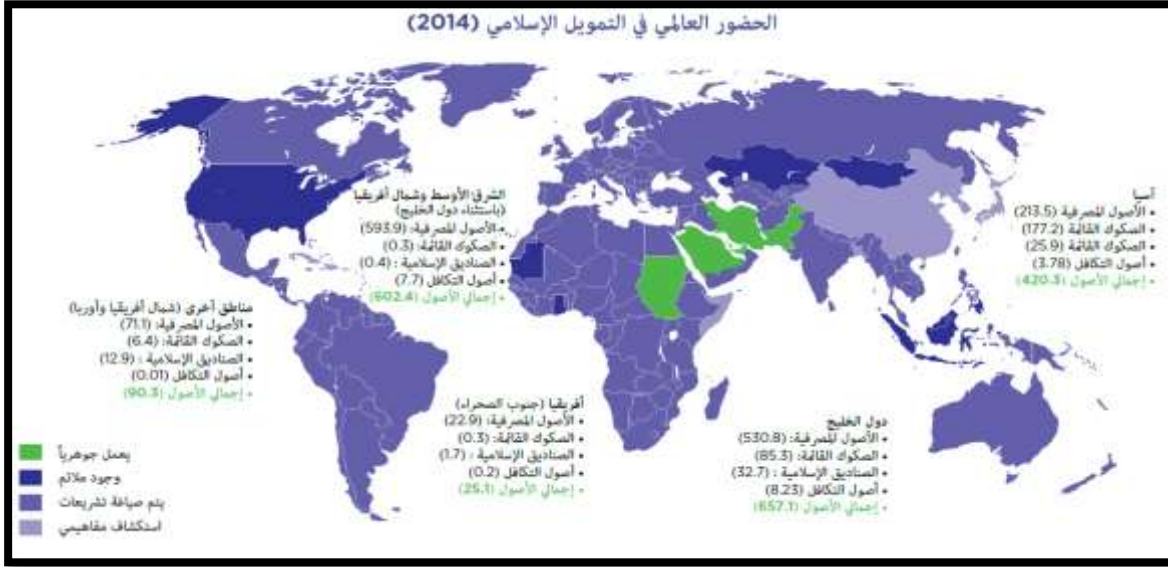 الحضور العالمي في التمويل الإسلامي (2014)
الشرق الأوسط وشمال أفريقيا
(باستثناء دول الخليج)
• الأصول المصرفية: (593.9)
• الصكوك القائمة: (0.3)
• الصناديق الإسلامية : (0.4)
• أصول التكافل (7.7)
• إجمالي الأصول (602.4)
آسيا
• الأصول المصرفية (213.5)
• الصكوك القائمة (177.2)
• الصكوك القائمة (25.9)
• أصول التكافل (3.78)
• إجمالي الأصول (420.3)
مناطق أخرى (شمال أفريقيا وأوربا)
• الأصول المصرفية: (71.1)
• الصكوك القائمة: (6.4)
• الصناديق الإسلامية : (12.9)
• أصول التكافل (0.01)
• إجمالي الأصول (90.3)
أفريقيا (جنوب الصحراء)
• الأصول المصرفية: (22.9)
• الصكوك القائمة: (0.3)
• الصناديق الإسلامية : (1.7)
• أصول التكافل (0.2)
• إجمالي الأصول (25.1)
دول الخليج
• الأصول المصرفية: (530.8)
• الصكوك القائمة: (85.3)
• الصناديق الإسلامية : (32.7)
• أصول التكافل (8.23)
• إجمالي الأصول (657.1)
يعمل جوهرياً
وجود ملائم
يتم صياغة تشريعات
استكشاف مفاهيمي